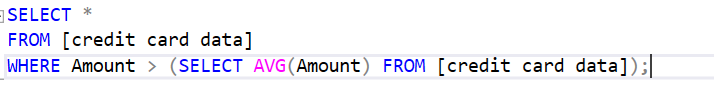 SELECT *
FROM [credit card data]
WHERE Amount > (SELECT AVG(Amount) FROM [credit card data]);